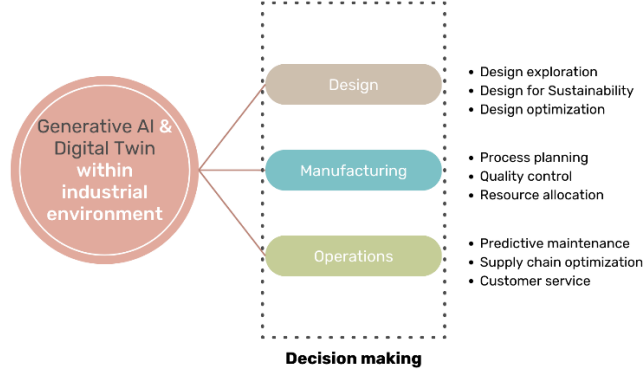 Generative AI &
Digital Twin
within
industrial
environment
Design
• Design exploration
• Design for Sustainability
• Design optimization
Manufacturing
• Process planning
• Quality control
• Resource allocation
Operations
• Predictive maintenance
• Supply chain optimization
• Customer service
Decision making